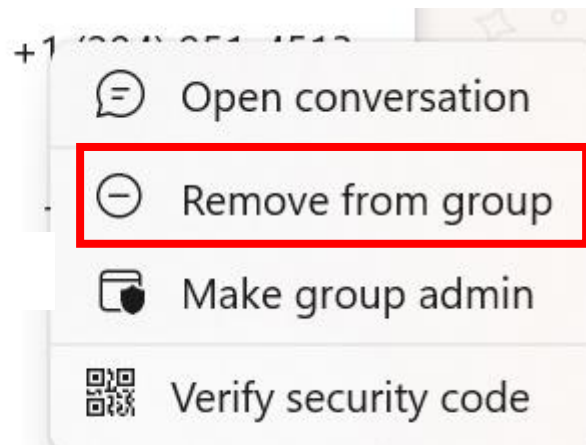 Open conversation
Remove from group
Make group admin
Verify security code